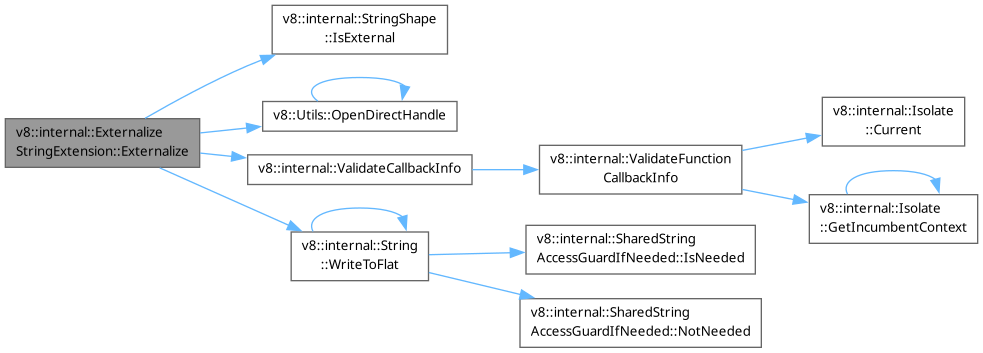 v8::internal::StringShape
::IsExternal
v8::Utils::OpenDirectHandle
v8::internal::Isolate
::Current
v8::internal::Externalize
StringExtension::Externalize
v8::internal::ValidateCallbackInfo
v8::internal::ValidateFunction
CallbackInfo
v8::internal::Isolate
::GetIncumbentContext
v8::internal::String
::WriteToFlat
v8::internal::SharedString
AccessGuardIfNeeded::IsNeeded
v8::internal::SharedString
AccessGuardIfNeeded::NotNeeded